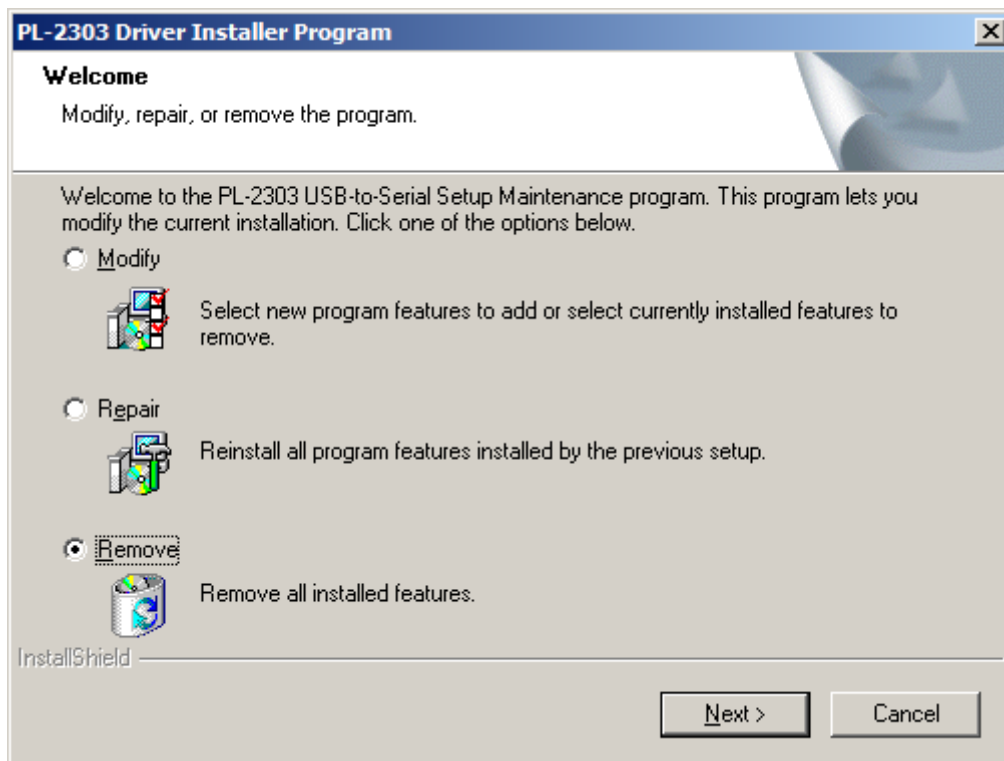 PL-2303 Driver Installer Program
Welcome
Modify, repair, or remove the program.
Welcome to the PL-2303 USB-to-Serial Setup Maintenance program. This program lets you
modify the current installation. Click one of the options below.
Modify
Select new program features to add or select currently installed features to
remove.
Repair
Reinstall all program features installed by the previous setup.
Remove
Remove all installed features.
InstallShield
Next >
Cancel